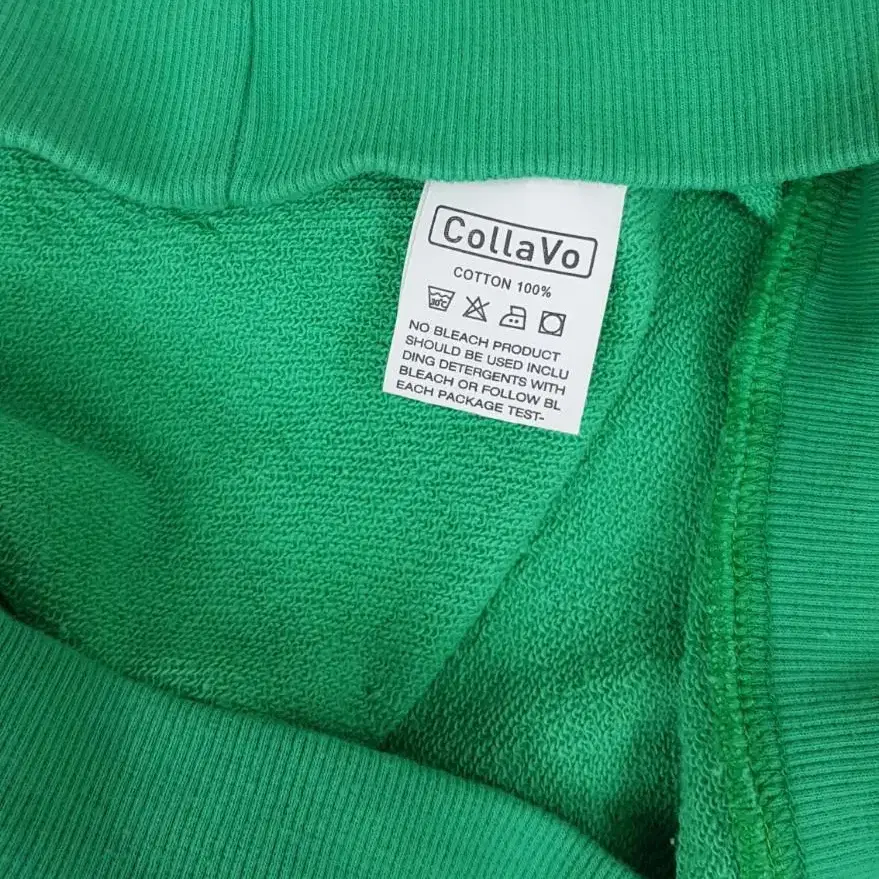 CollaVo
COTTON 100%
30℃
NO BLEACH PRODUCT
SHOULD BE USED INCLU
DING DETERGENTS WITH
BLEACH OR FOLLOW BL
EACH PACKAGE TEST-